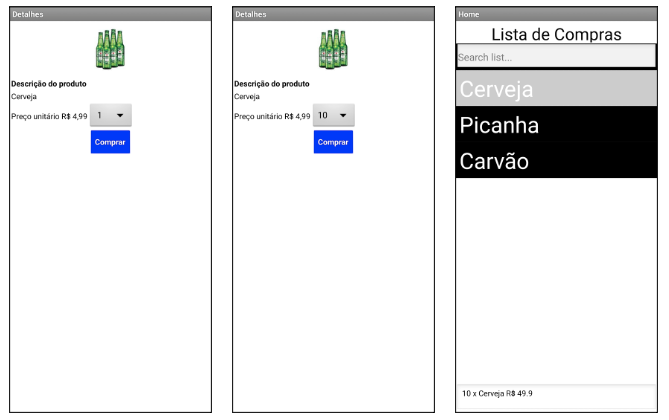 Detalhes
Descrição do produto
Cerveja
Preço unitário R$ 4,99 1
Comprar
Detalhes
Descrição do produto
Cerveja
Preço unitário R$ 4,99 10
Comprar
Home
Lista de Compras
Search list...
Cerveja
Picanha
Carvão
10 x Cerveja R$ 49.9